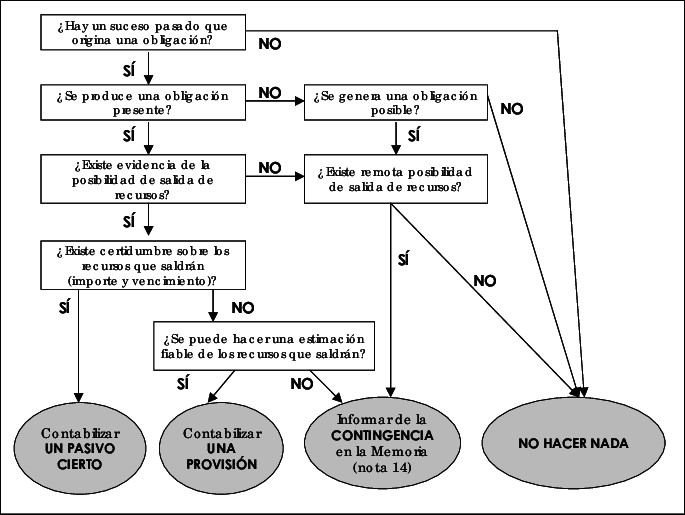 ¿Hay un suceso pasado que
origina una obligación?
NO
SÍ
¿Se produce una obligación
presente?
NO
¿Se genera una obligación
posible?
NO
SÍ
SÍ
¿Existe evidencia de la
posibilidad de salida de
recursos?
NO
¿Existe remota posibilidad
de salida de recursos?
SÍ
¿Existe certidumbre sobre los
recursos que saldrán
(importe y vencimiento)?
SÍ
NO
SÍ
NO
¿Se puede hacer una estimación
fiable de los recursos que saldrán?
SÍ
NO
Contabilizar
UN PASIVO
CIERTO
Contabilizar
UNA
PROVISIÓN
Informar de la
CONTINGENCIA
en la Memoria
(nota 14)
NO HACER NADA